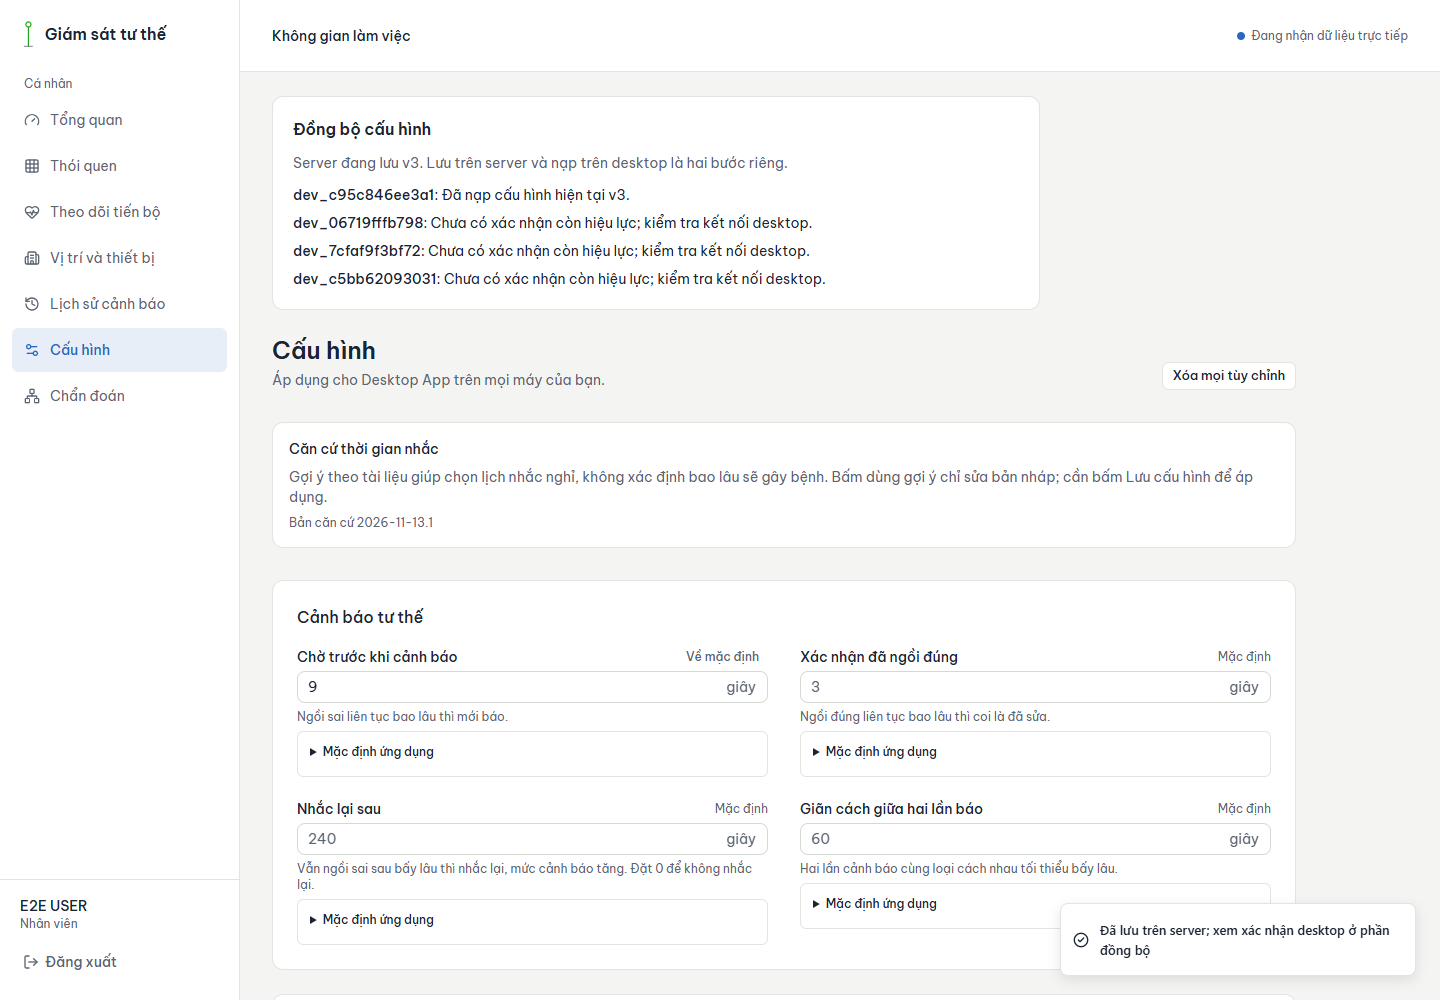 Giám sát tư thế
Cá nhân
Tổng quan
Thói quen
Theo dõi tiến bộ
Vị trí và thiết bị
Lịch sử cảnh báo
Cấu hình
Chẩn đoán
E2E USER
Nhân viên
Đăng xuất
Không gian làm việc
Đang nhận dữ liệu trực tiếp
Đồng bộ cấu hình
Server đang lưu v3. Lưu trên server và nạp trên desktop là hai bước riêng.
dev_c95c846ee3a1: Đã nạp cấu hình hiện tại v3.
dev_06719fffb798: Chưa có xác nhận còn hiệu lực; kiểm tra kết nối desktop.
dev_7cfaf9f3bf72: Chưa có xác nhận còn hiệu lực; kiểm tra kết nối desktop.
dev_c5bb62093031: Chưa có xác nhận còn hiệu lực; kiểm tra kết nối desktop.
Cấu hình
Áp dụng cho Desktop App trên mọi máy của bạn.
Xóa mọi tùy chỉnh
Căn cứ thời gian nhắc
Gợi ý theo tài liệu giúp chọn lịch nhắc nghỉ, không xác định bao lâu sẽ gây bệnh. Bấm dùng gợi ý chỉ sửa bản nháp; cần bấm Lưu cấu hình để áp
dụng.
Bản căn cứ 2026-11-13.1
Cảnh báo tư thế
Chờ trước khi cảnh báo
Về mặc định
9 giây
Ngồi sai liên tục bao lâu thì mới báo.
Mặc định ứng dụng
Xác nhận đã ngồi đúng
Mặc định
3 giây
Ngồi đúng liên tục bao lâu thì coi là đã sửa.
Mặc định ứng dụng
Nhắc lại sau
Mặc định
240 giây
Vẫn ngồi sai sau bấy lâu thì nhắc lại, mức cảnh báo tăng. Đặt 0 để không nhắc
lại.
Mặc định ứng dụng
Giãn cách giữa hai lần báo
Mặc định
60 giây
Hai lần cảnh báo cùng loại cách nhau tối thiểu bấy lâu.
Mặc định ứng dụng
Đã lưu trên server; xem xác nhận desktop ở phần
đồng bộ